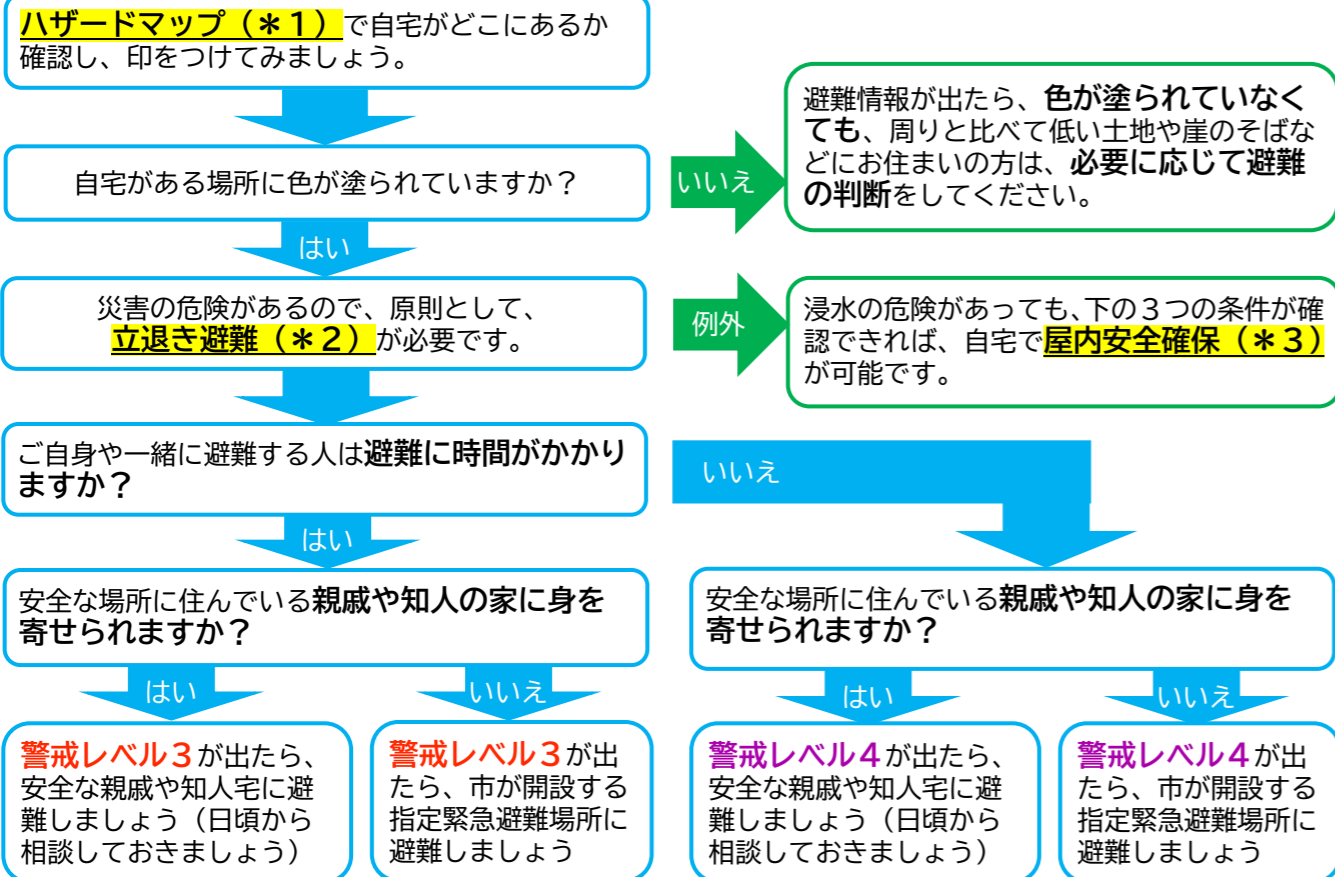 ハザードマップ（＊１）で自宅がどこにあるか
確認し、印をつけてみましょう。
自宅がある場所に色が塗られていますか？
いいえ
避難情報が出たら、色が塗られていなく
ても、周りと比べて低い土地や崖のそばな
どにお住まいの方は、必要に応じて避難
の判断をしてください。
はい
災害の危険があるので、原則として、
立退き避難（＊２）が必要です。
例外
浸水の危険があっても、下の３つの条件が確
認できれば、自宅で屋内安全確保（＊３）
が可能です。
ご自身や一緒に避難する人は避難に時間がかかり
ますか？
いいえ
はい
安全な場所に住んでいる親戚や知人の家に身を
寄せられますか？
安全な場所に住んでいる親戚や知人の家に身を
寄せられますか？
はい
いいえ
はい
いいえ
警戒レベル３が出たら、
安全な親戚や知人宅に避
難しましょう（日頃から
相談しておきましょう）
警戒レベル３が出
たら、市が開設する
指定緊急避難場所に
避難しましょう
警戒レベル４が出たら、
安全な親戚や知人宅に避
難しましょう（日頃から
相談しておきましょう）
警戒レベル４が出
たら、市が開設する
指定緊急避難場所に
避難しましょう